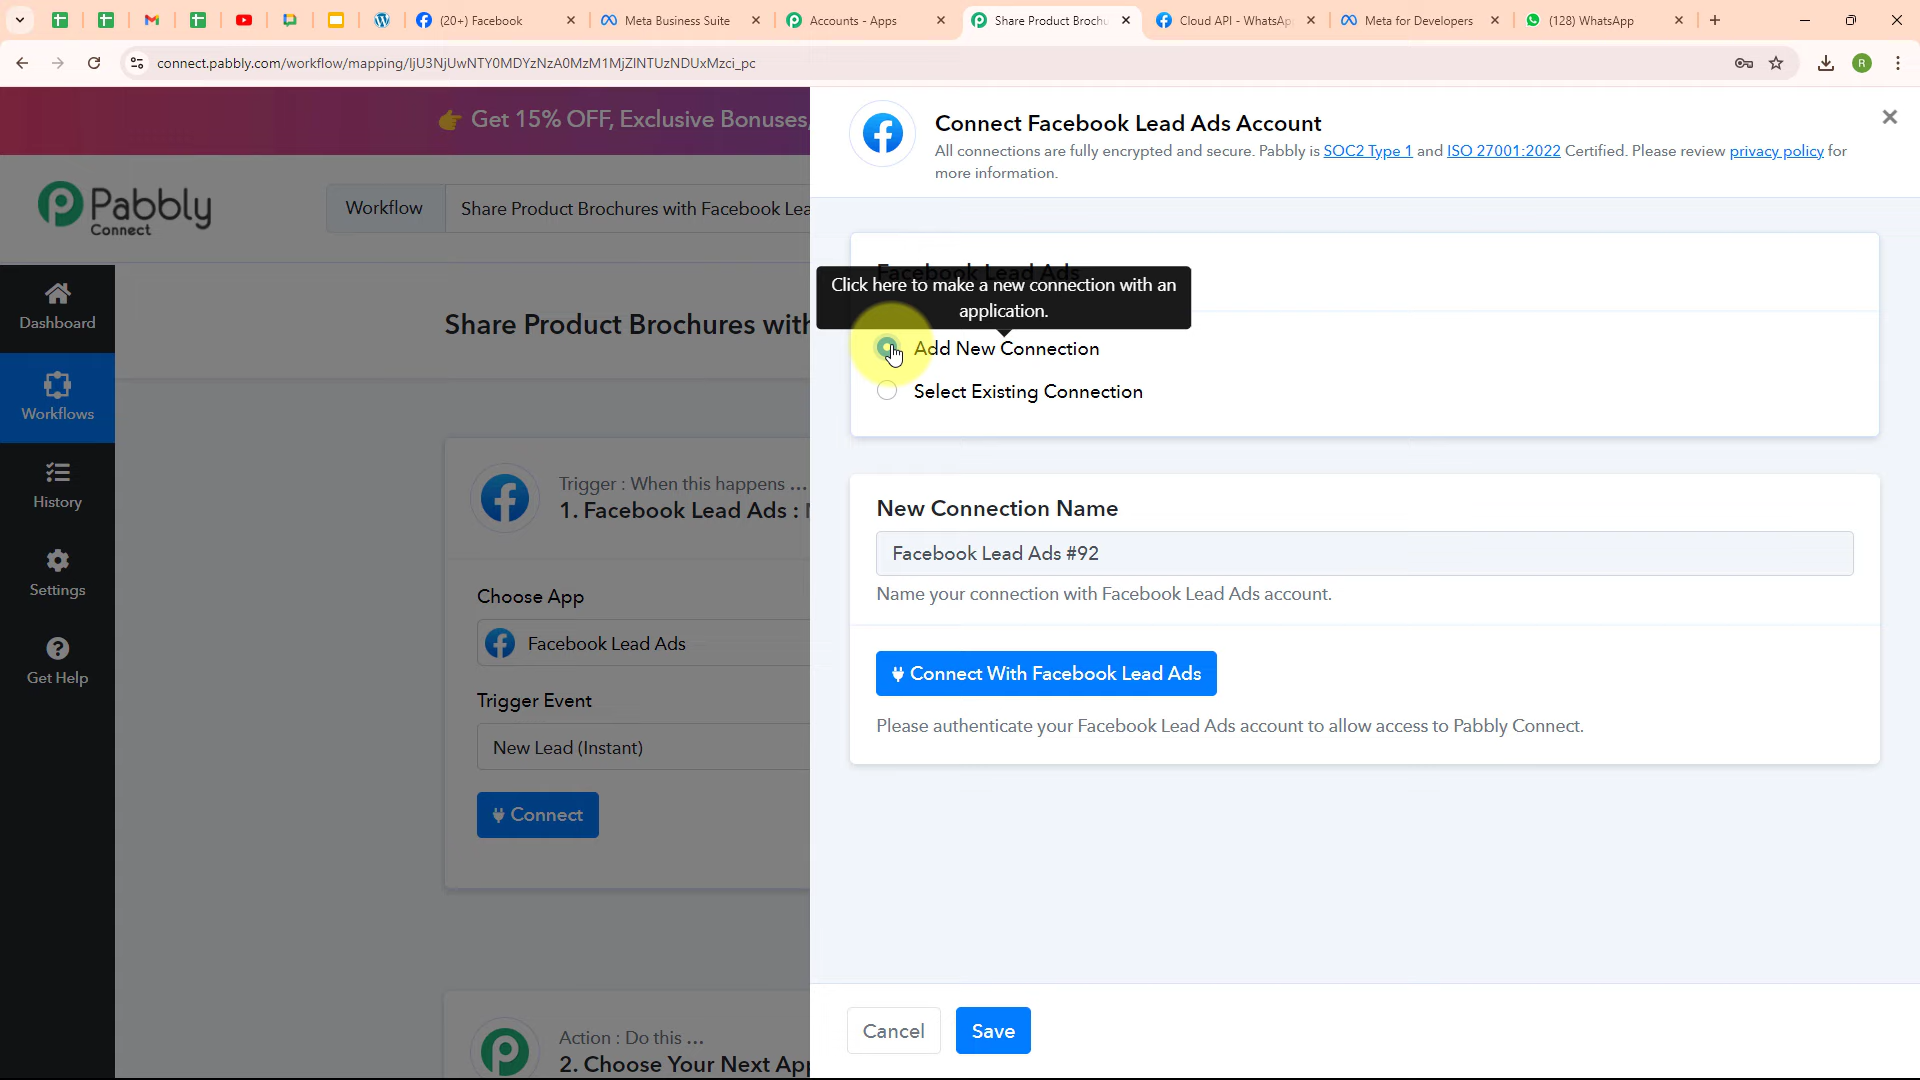 (20+) Facebook
Meta Business Suite
Accounts - Apps
Share Product Brochu
Cloud API - WhatsAp
Meta for Developers
(128) WhatsApp
connect.pabbly.com/workflow/mapping/IjU3NjUwNTY0MDYzNzA0MzM1MjZlNTUzNDUxMzci_pc
R
Get 15% OFF, Exclusive Bonuses,
Pabbly
Connect
Workflow
Share Product Brochures with Facebook Lea
Dashboard
Workflows
History
Settings
Get Help
Share Product Brochures with
Trigger : When this happens ...
1. Facebook Lead Ads :
Choose App
Facebook Lead Ads
Trigger Event
New Lead (Instant)
Connect
Action : Do this ...
2. Choose Your Next App
Connect Facebook Lead Ads Account
All connections are fully encrypted and secure. Pabbly is SOC2 Type 1 and ISO 27001:2022 Certified. Please review privacy policy for
more information.
Facebook Lead Ads
Click here to make a new connection with an
application.
Add New Connection
Select Existing Connection
New Connection Name
Facebook Lead Ads #92
Name your connection with Facebook Lead Ads account.
Connect With Facebook Lead Ads
Please authenticate your Facebook Lead Ads account to allow access to Pabbly Connect.
Cancel
Save